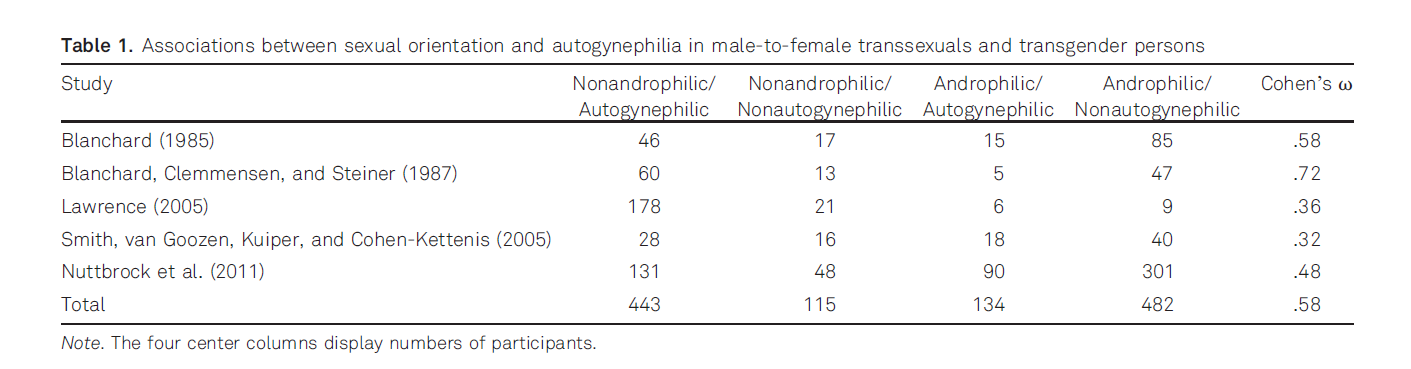 Table 1. Associations between sexual orientation and autogynephilia in male-to-female transsexuals and transgender persons
Study Nonandrophilic/ Nonandrophilic/ Androphilic/ Androphilic/ Cohen's ω
Autogynephilic Nonautogynephilic Autogynephilic Nonautogynephilic
Blanchard (1985) 46 17 15 85 .58
Blanchard, Clemmensen, and Steiner (1987) 60 13 5 47 .72
Lawrence (2005) 178 21 6 9 .36
Smith, van Goozen, Kuiper, and Cohen-Kettenis (2005) 28 16 18 40 .32
Nuttbrock et al. (2011) 131 48 90 301 .48
Total 443 115 134 482 .58
Note. The four center columns display numbers of participants.